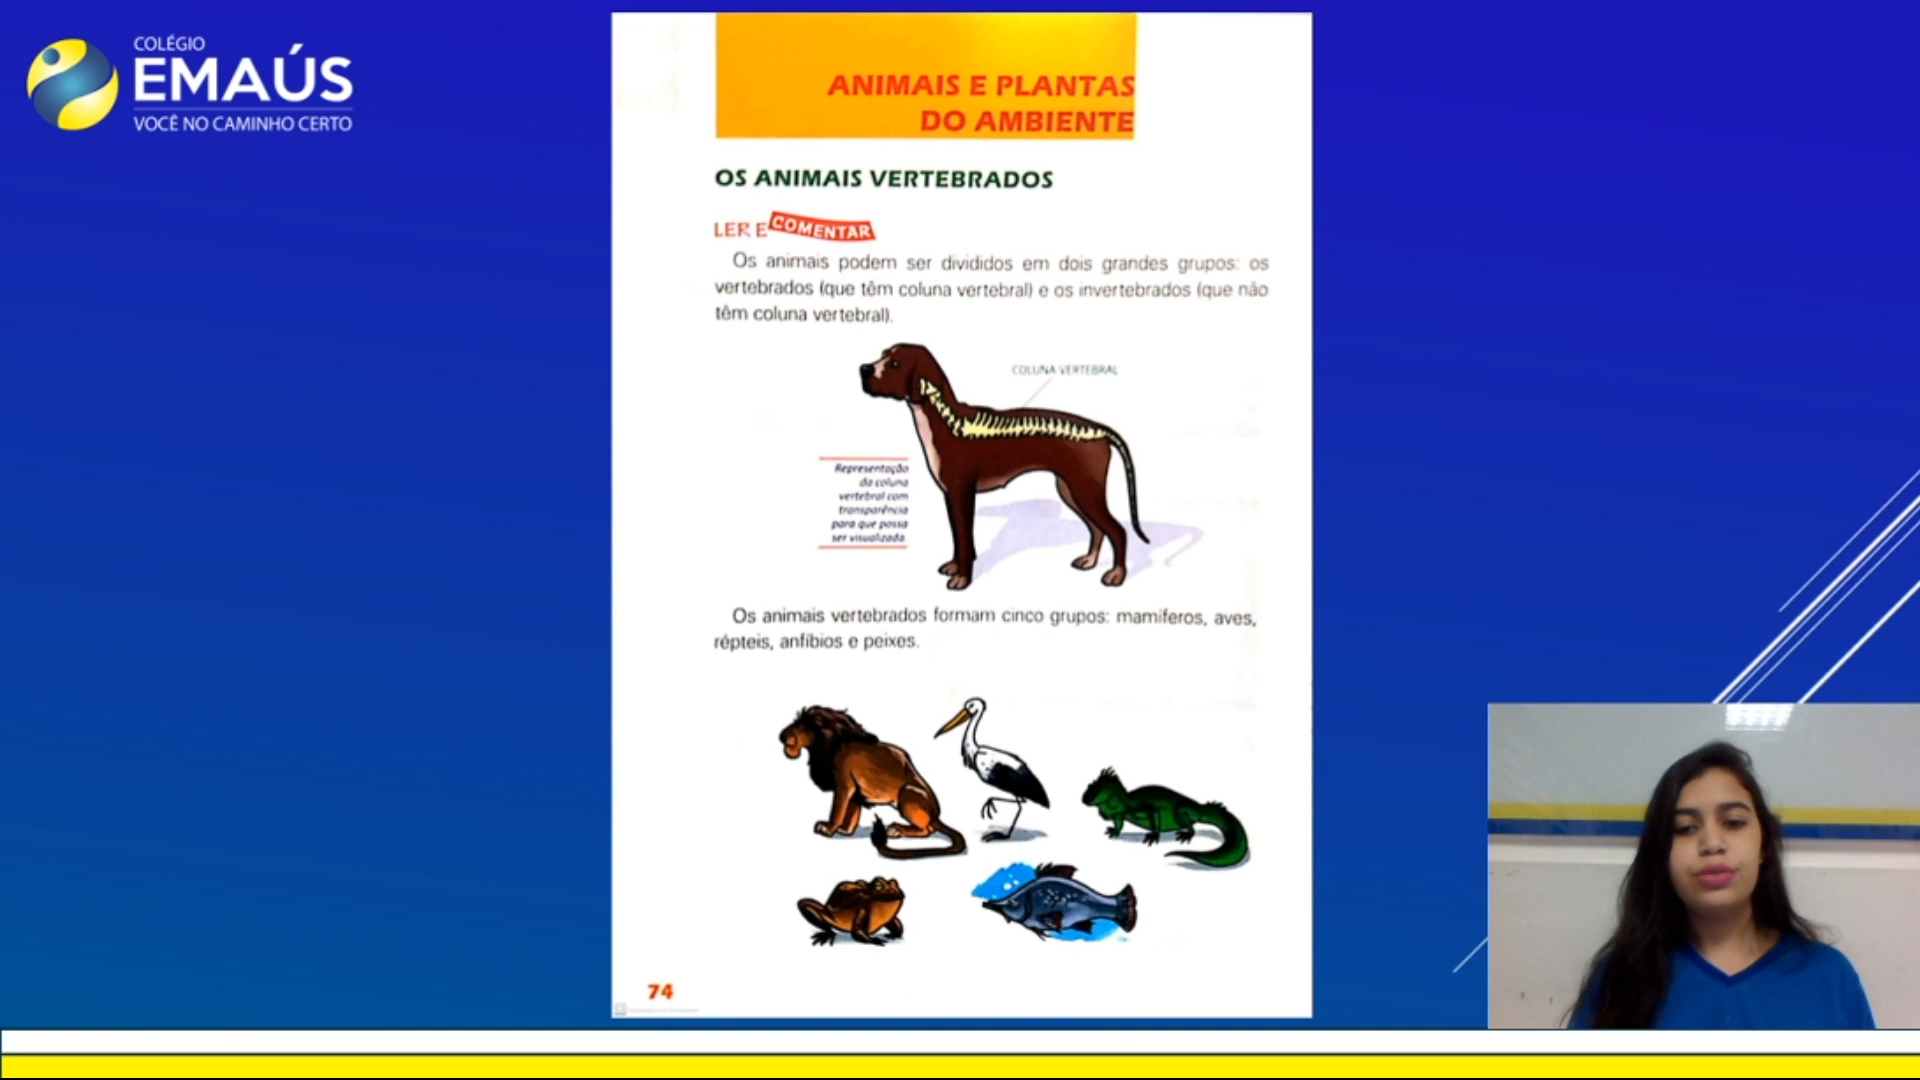 COLÉGIO
EMAÚS
VOCÊ NO CAMINHO CERTO
ANIMAIS E PLANTAS
DO AMBIENTE
OS ANIMAIS VERTEBRADOS
LER E COMENTAR
Os animais podem ser divididos em dois grandes grupos: os
vertebrados (que têm coluna vertebral) e os invertebrados (que não
têm coluna vertebral).
COLUNA VERTEBRAL
Representação
da coluna
vertebral com
transparência
para que possa
ser visualizada.
Os animais vertebrados formam cinco grupos: mamíferos, aves,
répteis, anfíbios e peixes.
74